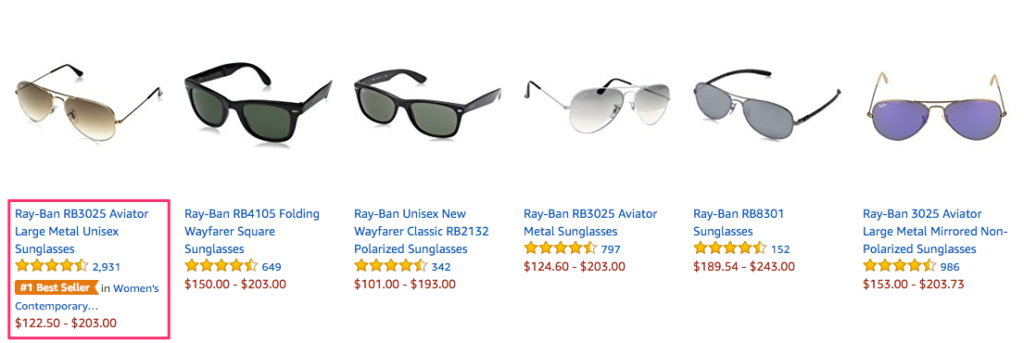 Ray-Ban RB3025 Aviator
Large Metal Unisex
Sunglasses
2,931
#1 Best Seller in Women's
Contemporary...
$122.50 - $203.00
Ray-Ban RB4105 Folding
Wayfarer Square
Sunglasses
649
$150.00 - $203.00
Ray-Ban Unisex New
Wayfarer Classic RB2132
Polarized Sunglasses
342
$101.00 - $193.00
Ray-Ban RB3025 Aviator
Metal Sunglasses
797
$124.60 - $203.00
Ray-Ban RB8301
Sunglasses
152
$189.54 - $243.00
Ray-Ban 3025 Aviator
Large Metal Mirrored Non-
Polarized Sunglasses
986
$153.00 - $203.73